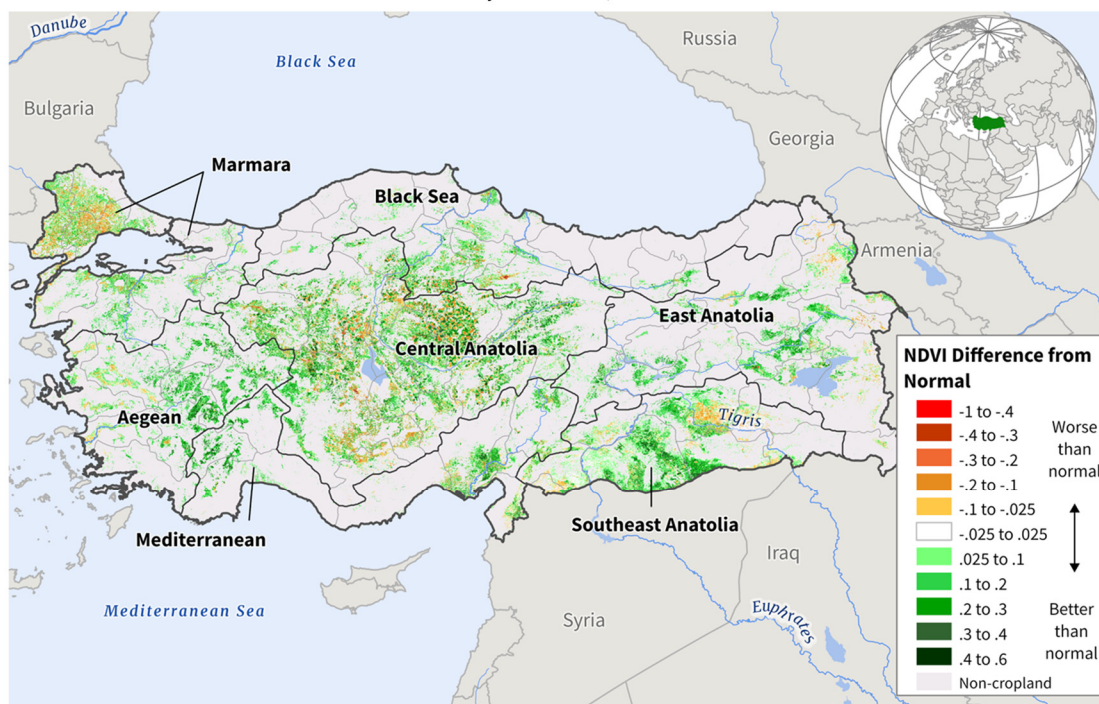 Danube
Black Sea
Russia
Bulgaria
Georgia
Marmara
Black Sea
Armenia
East Anatolia
Central Anatolia
Aegean
Tigris
Mediterranean
Southeast Anatolia
Iraq
Mediterranean Sea
Syria
Euphrates
NDVI Difference from
Normal
-1 to -.4
-.4 to -.3
-.3 to -.2
-.2 to -.1
-.1 to -.025
-.025 to .025
.025 to .1
.1 to .2
.2 to .3
.3 to .4
.4 to .6
Non-cropland
Worse
than
normal
Better
than
normal